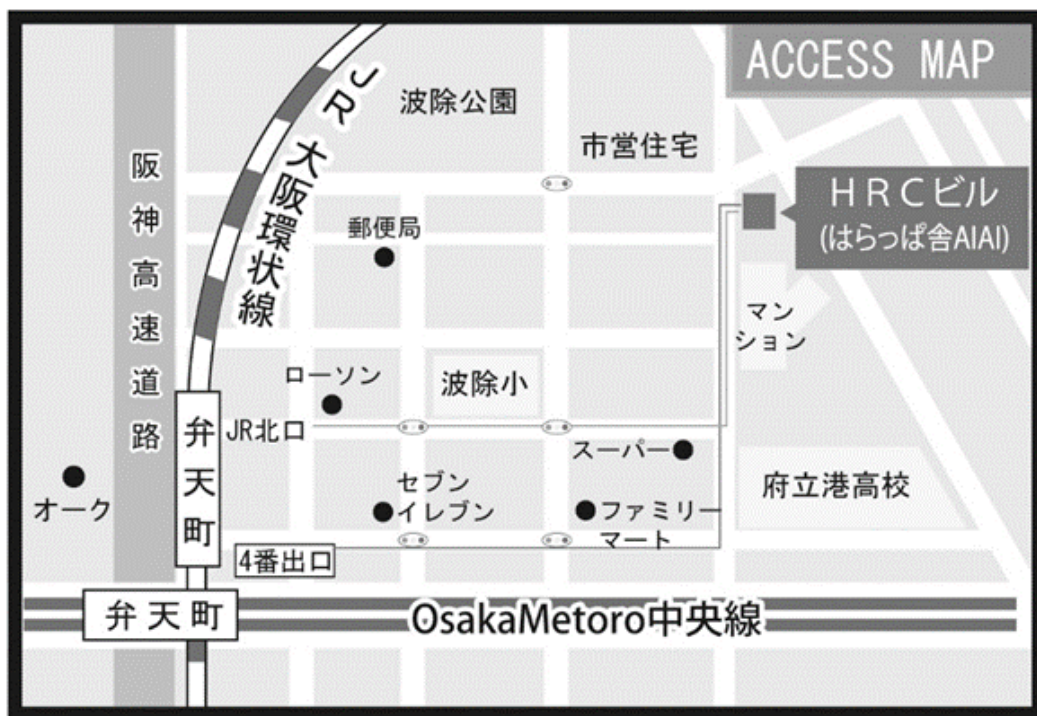 ACCESS MAP
波除公園
市営住宅
JR大阪環状線
阪神高速道路
HRCビル
(はらっぱ舎AIAI)
郵便局
マン
ション
ローソン
波除小
JR北口
弁天町
スーパー
オーク
セブン
イレブン
ファミリー
マート
府立港高校
4番出口
弁天町
OsakaMetoro中央線